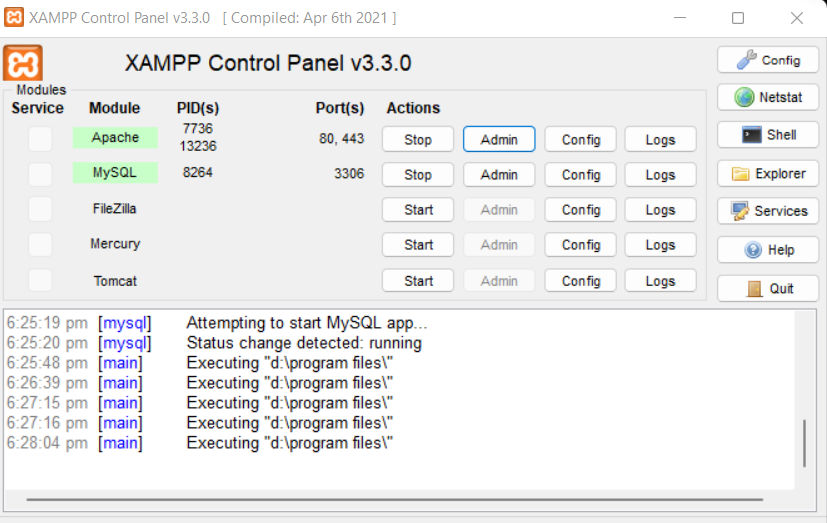 XAMPP Control Panel v3.3.0 [ Compiled: Apr 6th 2021 ]
XAMPP Control Panel v3.3.0
Config
Modules
Service Module PID(s) Port(s) Actions
Netstat
Apache 7736 13236 80, 443 Stop Admin Config Logs
Shell
MySQL 8264 3306 Stop Admin Config Logs
Explorer
FileZilla Start Admin Config Logs
Services
Mercury Start Admin Config Logs
Help
Tomcat Start Admin Config Logs
Quit
6:25:19 pm [mysql] Attempting to start MySQL app...
6:25:20 pm [mysql] Status change detected: running
6:25:48 pm [main] Executing "d:\program files\"
6:26:39 pm [main] Executing "d:\program files\"
6:27:15 pm [main] Executing "d:\program files\"
6:27:16 pm [main] Executing "d:\program files\"
6:28:04 pm [main] Executing "d:\program files\"